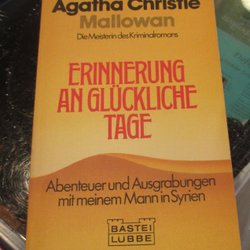 Agatha Christie
Mallowan
Die Meisterin des Kriminalromans
ERINNERUNG
AN GLÜCKLICHE
TAGE
Abenteuer und Ausgrabungen
mit meinem Mann in Syrien
BASTEI
LÜBBE